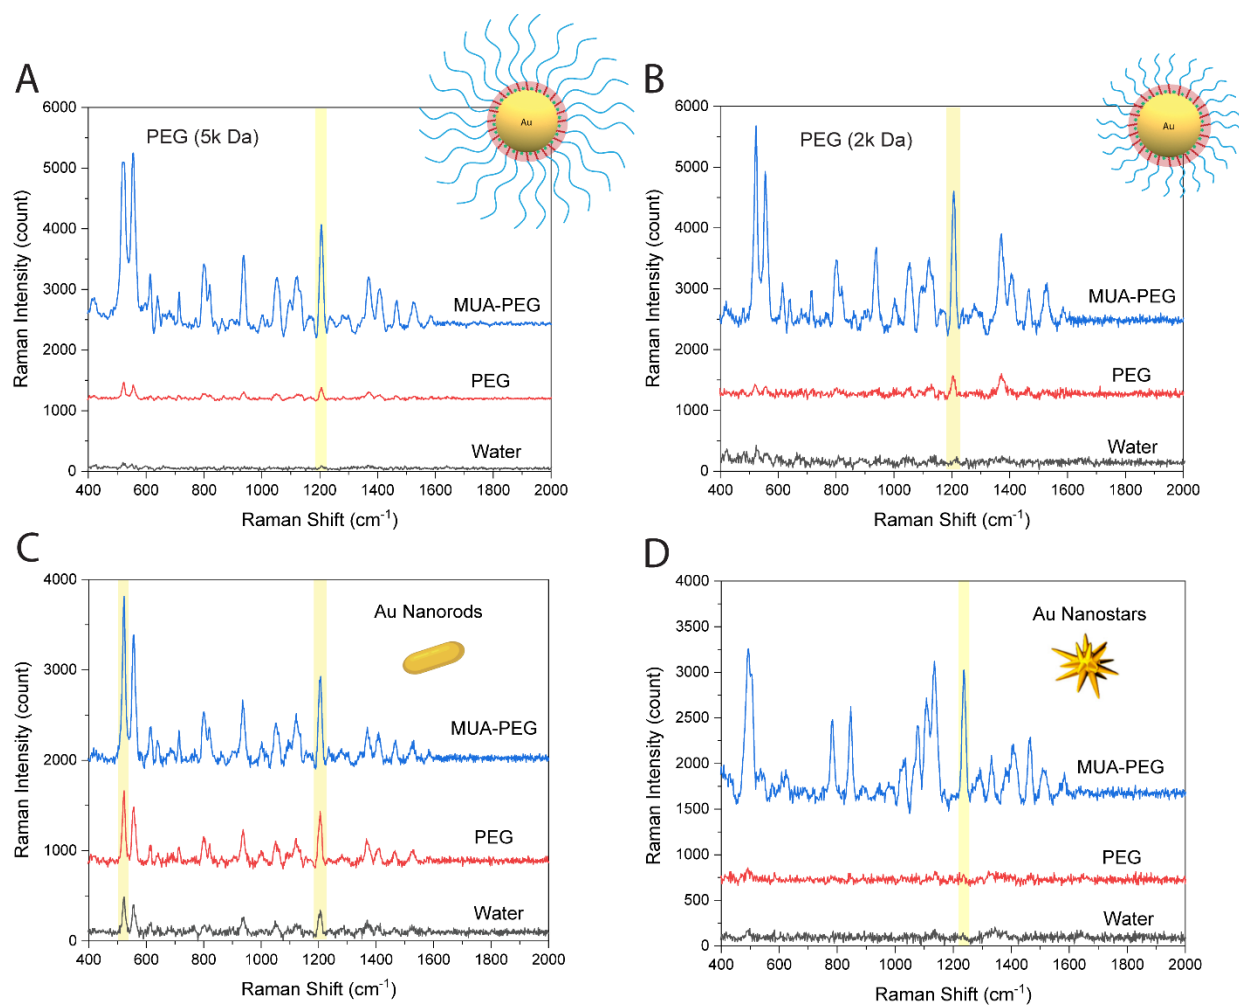 A
PEG (5k Da)
Au
6000
5000
4000
3000
2000
1000
0
Raman Intensity (count)
MUA-PEG
PEG
Water
400 600 800 1000 1200 1400 1600 1800 2000
Raman Shift (cm-1)
B
PEG (2k Da)
Au
6000
5000
4000
3000
2000
1000
0
Raman Intensity (count)
MUA-PEG
PEG
Water
400 600 800 1000 1200 1400 1600 1800 2000
Raman Shift (cm-1)
C
Au Nanorods
4000
3000
2000
1000
0
Raman Intensity (count)
MUA-PEG
PEG
Water
400 600 800 1000 1200 1400 1600 1800 2000
Raman Shift (cm-1)
D
Au Nanostars
4000
3500
3000
2500
2000
1500
1000
500
0
Raman Intensity (count)
MUA-PEG
PEG
Water
400 600 800 1000 1200 1400 1600 1800 2000
Raman Shift (cm-1)